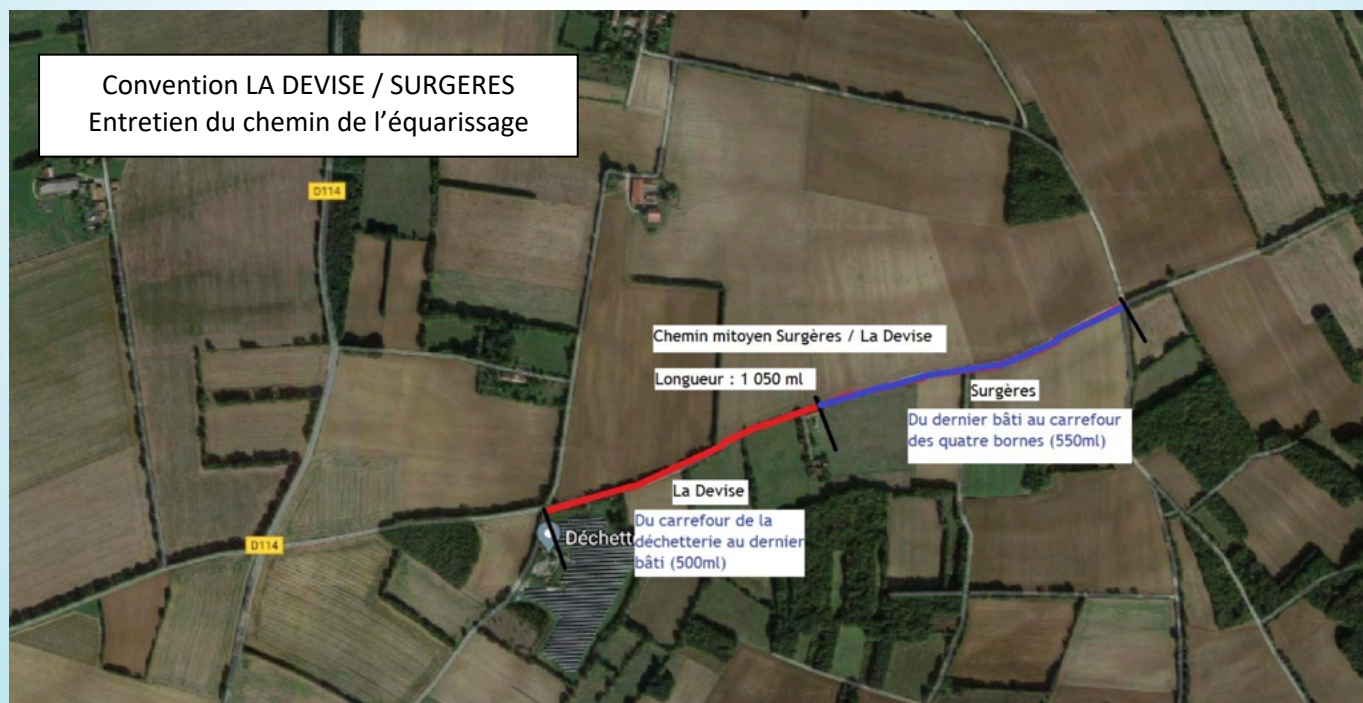 Convention LA DEVISE / SURGERES
Entretien du chemin de l’équarissage
D114
Chemin mitoyen Surgères / La Devise
Longueur : 1 050 ml
Surgères
Du dernier bâti au carrefour
des quatre bornes (550ml)
La Devise
Du carrefour de la
déchetterie au dernier
bâti (500ml)
Déchett
D114